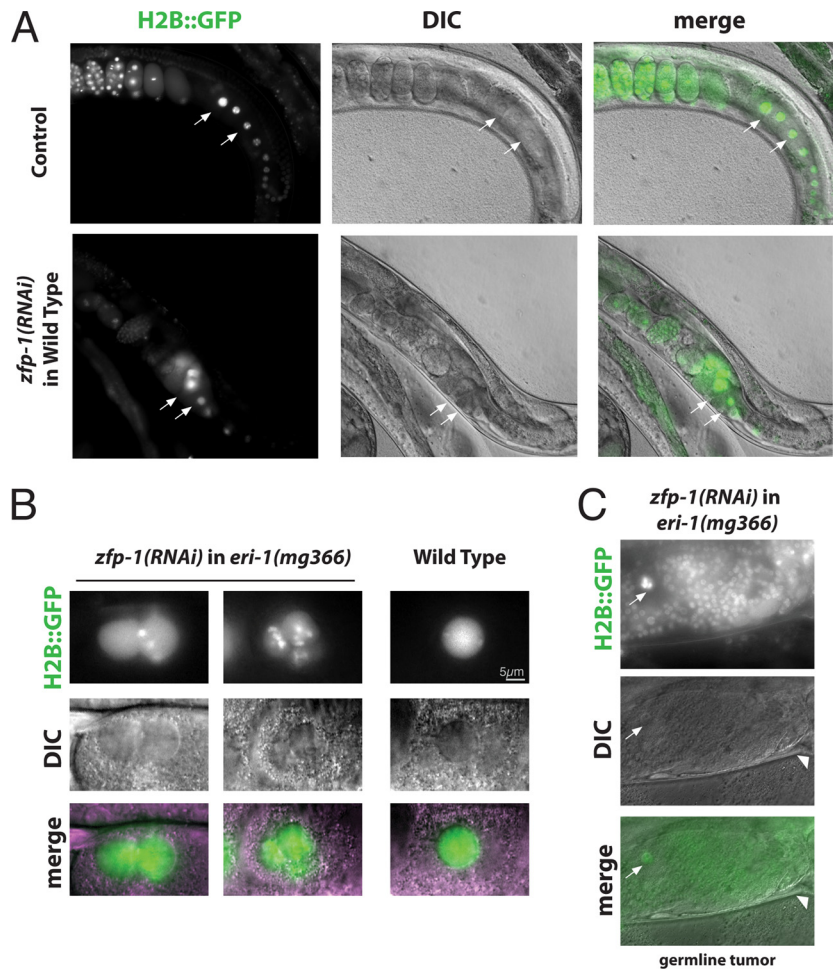 A
H2B::GFP
DIC
merge
Control
zfp-1(RNAi)
in Wild Type
B
zfp-1(RNAi) in eri-1(mg366)
Wild Type
H2B::GFP
5μm
DIC
merge
C
zfp-1(RNAi) in
eri-1(mg366)
H2B::GFP
DIC
merge
germline tumor